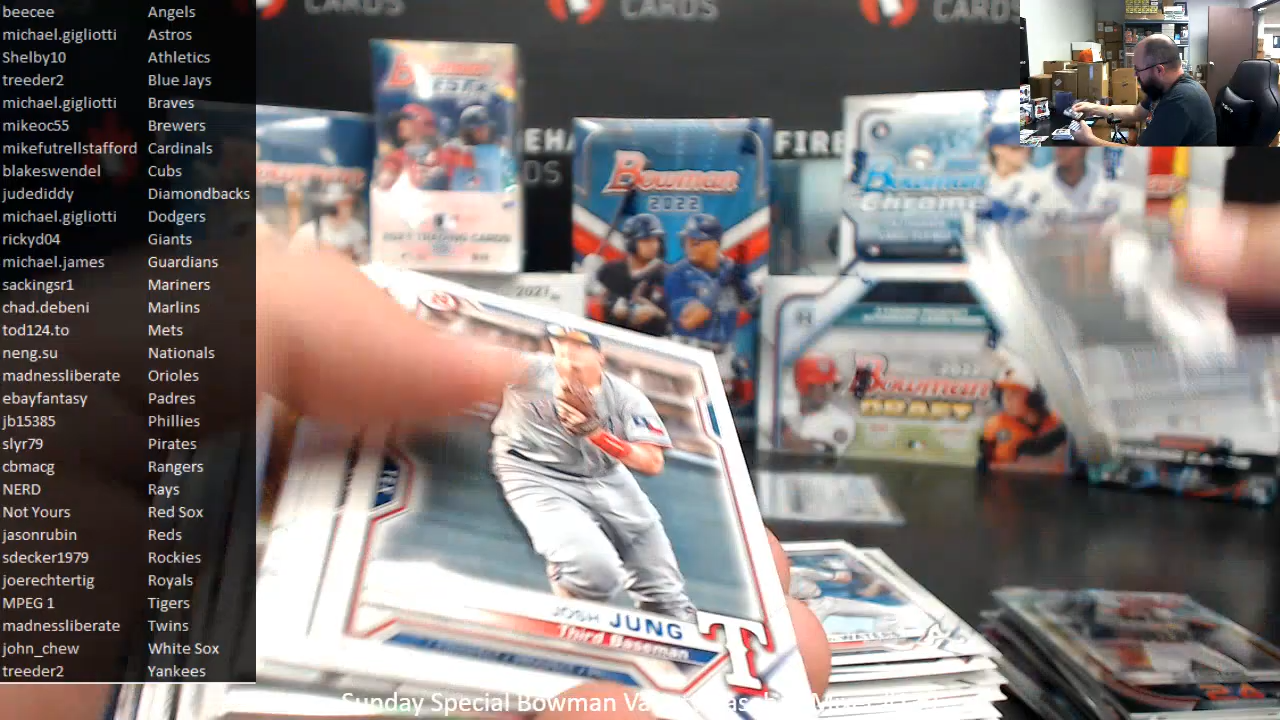 beecee Angels
michael.gigliotti Astros
Shelby10 Athletics
treeder2 Blue Jays
michael.gigliotti Braves
mikeoc55 Brewers
mikefutrellstafford Cardinals
blakeswendel Cubs
judediddy Diamondbacks
michael.gigliotti Dodgers
rickyd04 Giants
michael.james Guardians
sackingsr1 Mariners
chad.debeni Marlins
tod124.to Mets
neng.su Nationals
madnessliberate Orioles
ebayfantasy Padres
jb15385 Phillies
slyr79 Pirates
cbmacg Rangers
NERD Rays
Not Yours Red Sox
jasonrubin Reds
sdecker1979 Rockies
joerechtertig Royals
MPEG 1 Tigers
madnessliberate Twins
john_chew White Sox
treeder2 Yankees
CARDS
CARDS
CARDS
FIRE
Bowman
2022
Bowman
Chrome
2021
H
2022
Bowman
DRAFT
JOSH JUNG
Third Baseman
T
Sunday Special Bowman